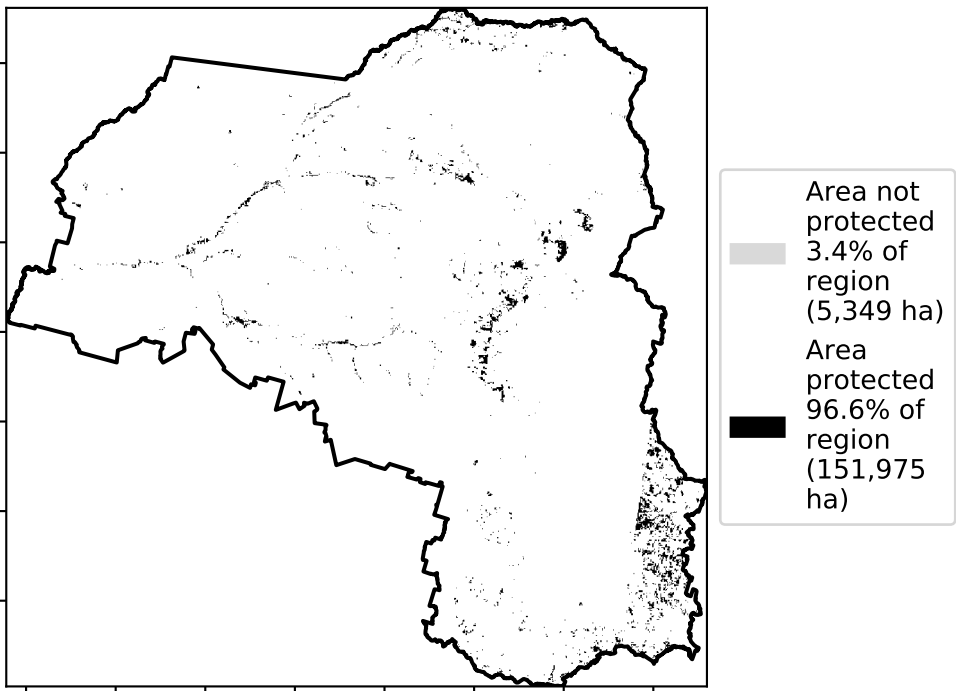 Area not
protected
3.4% of
region
(5,349 ha)
Area
protected
96.6% of
region
(151,975
ha)